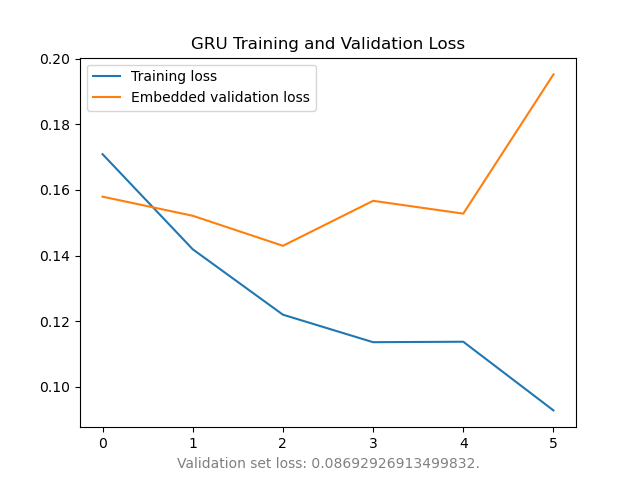 GRU Training and Validation Loss
Training loss
Embedded validation loss
0.20
0.18
0.16
0.14
0.12
0.10
0 1 2 3 4 5
Validation set loss: 0.08692926913499832.